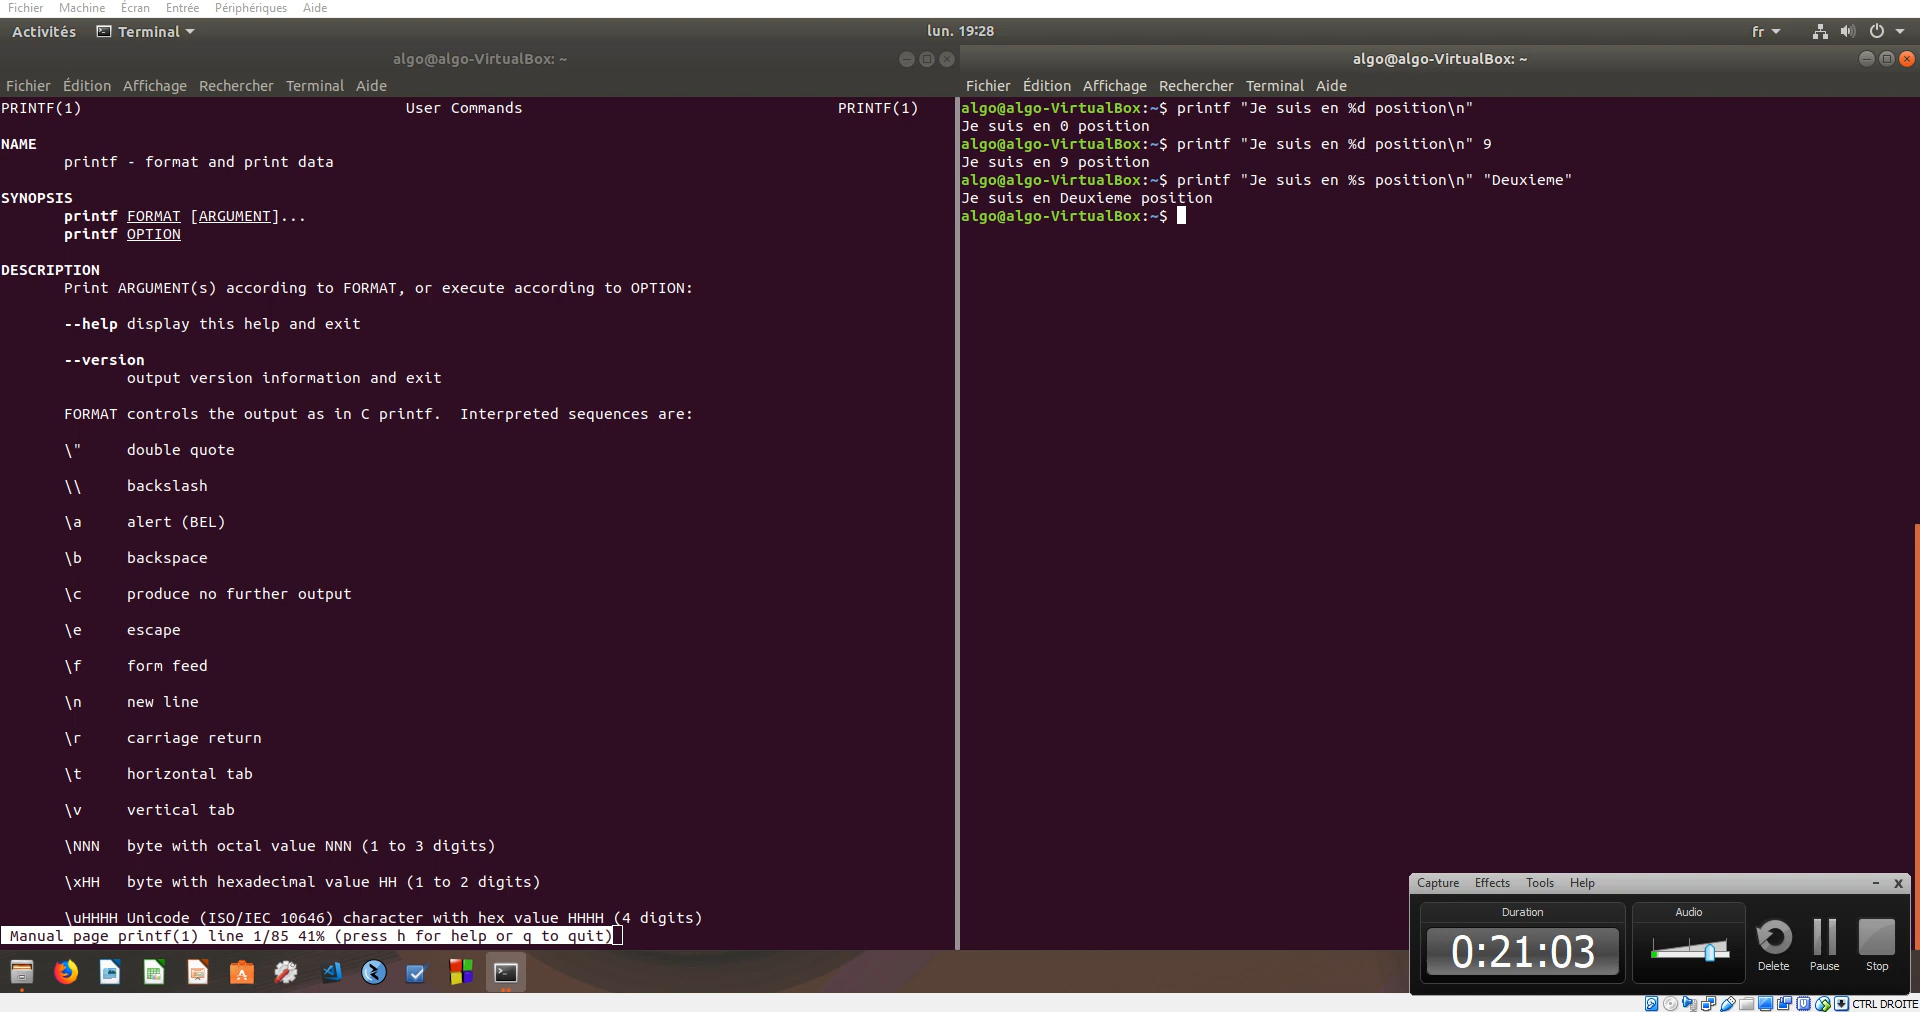 Fichier Machine Écran Entrée Périphériques Aide
Activités Terminal lun. 19:28 fr
algo@algo-VirtualBox: ~
Fichier Édition Affichage Rechercher Terminal Aide
PRINTF(1) User Commands PRINTF(1)
NAME
printf - format and print data
SYNOPSIS
printf FORMAT [ARGUMENT]...
printf OPTION
DESCRIPTION
Print ARGUMENT(s) according to FORMAT, or execute according to OPTION:
--help display this help and exit
--version
output version information and exit
FORMAT controls the output as in C printf. Interpreted sequences are:
\" double quote
\\ backslash
\a alert (BEL)
\b backspace
\c produce no further output
\e escape
\f form feed
\n new line
\r carriage return
\t horizontal tab
\v vertical tab
\NNN byte with octal value NNN (1 to 3 digits)
\xHH byte with hexadecimal value HH (1 to 2 digits)
\uHHHH Unicode (ISO/IEC 10646) character with hex value HHHH (4 digits)
Manual page printf(1) line 1/85 41% (press h for help or q to quit)
algo@algo-VirtualBox: ~
Fichier Édition Affichage Rechercher Terminal Aide
algo@algo-VirtualBox:~$ printf "Je suis en %d position\n"
Je suis en 0 position
algo@algo-VirtualBox:~$ printf "Je suis en %d position\n" 9
Je suis en 9 position
algo@algo-VirtualBox:~$ printf "Je suis en %s position\n" "Deuxieme"
Je suis en Deuxieme position
algo@algo-VirtualBox:~$
Capture Effects Tools Help
Duration Audio
0:21:03
Delete Pause Stop
CTRL DROITE